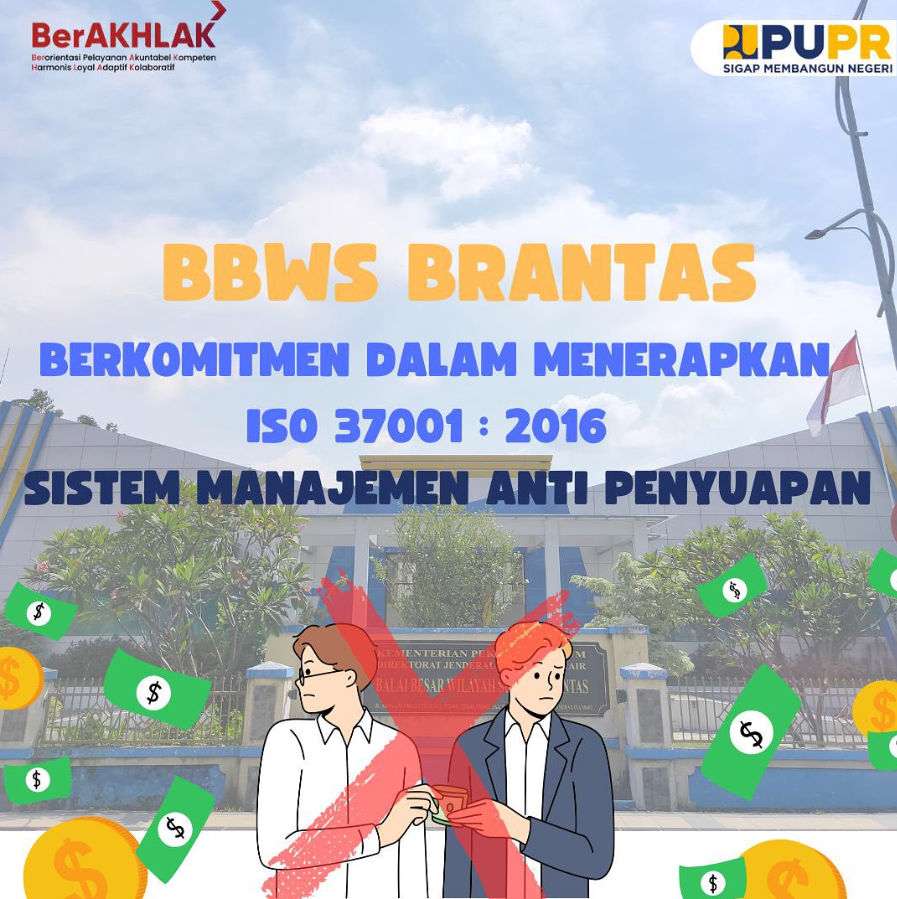 BerAKHLAK
Berorientasi Pelayanan Akuntabel Kompeten
Harmonis Loyal Adaptif Kolaboratif
PUPR
SIGAP MEMBANGUN NEGERI
BBWS BRANTAS
BERKOMITMEN DALAM MENERAPKAN
ISO 37001 : 2016
SISTEM MANAJEMEN ANTI PENYUAPAN
KEMENTERIAN
DIREKTORAT JENDERAL
BALAI BESAR WILAYAH